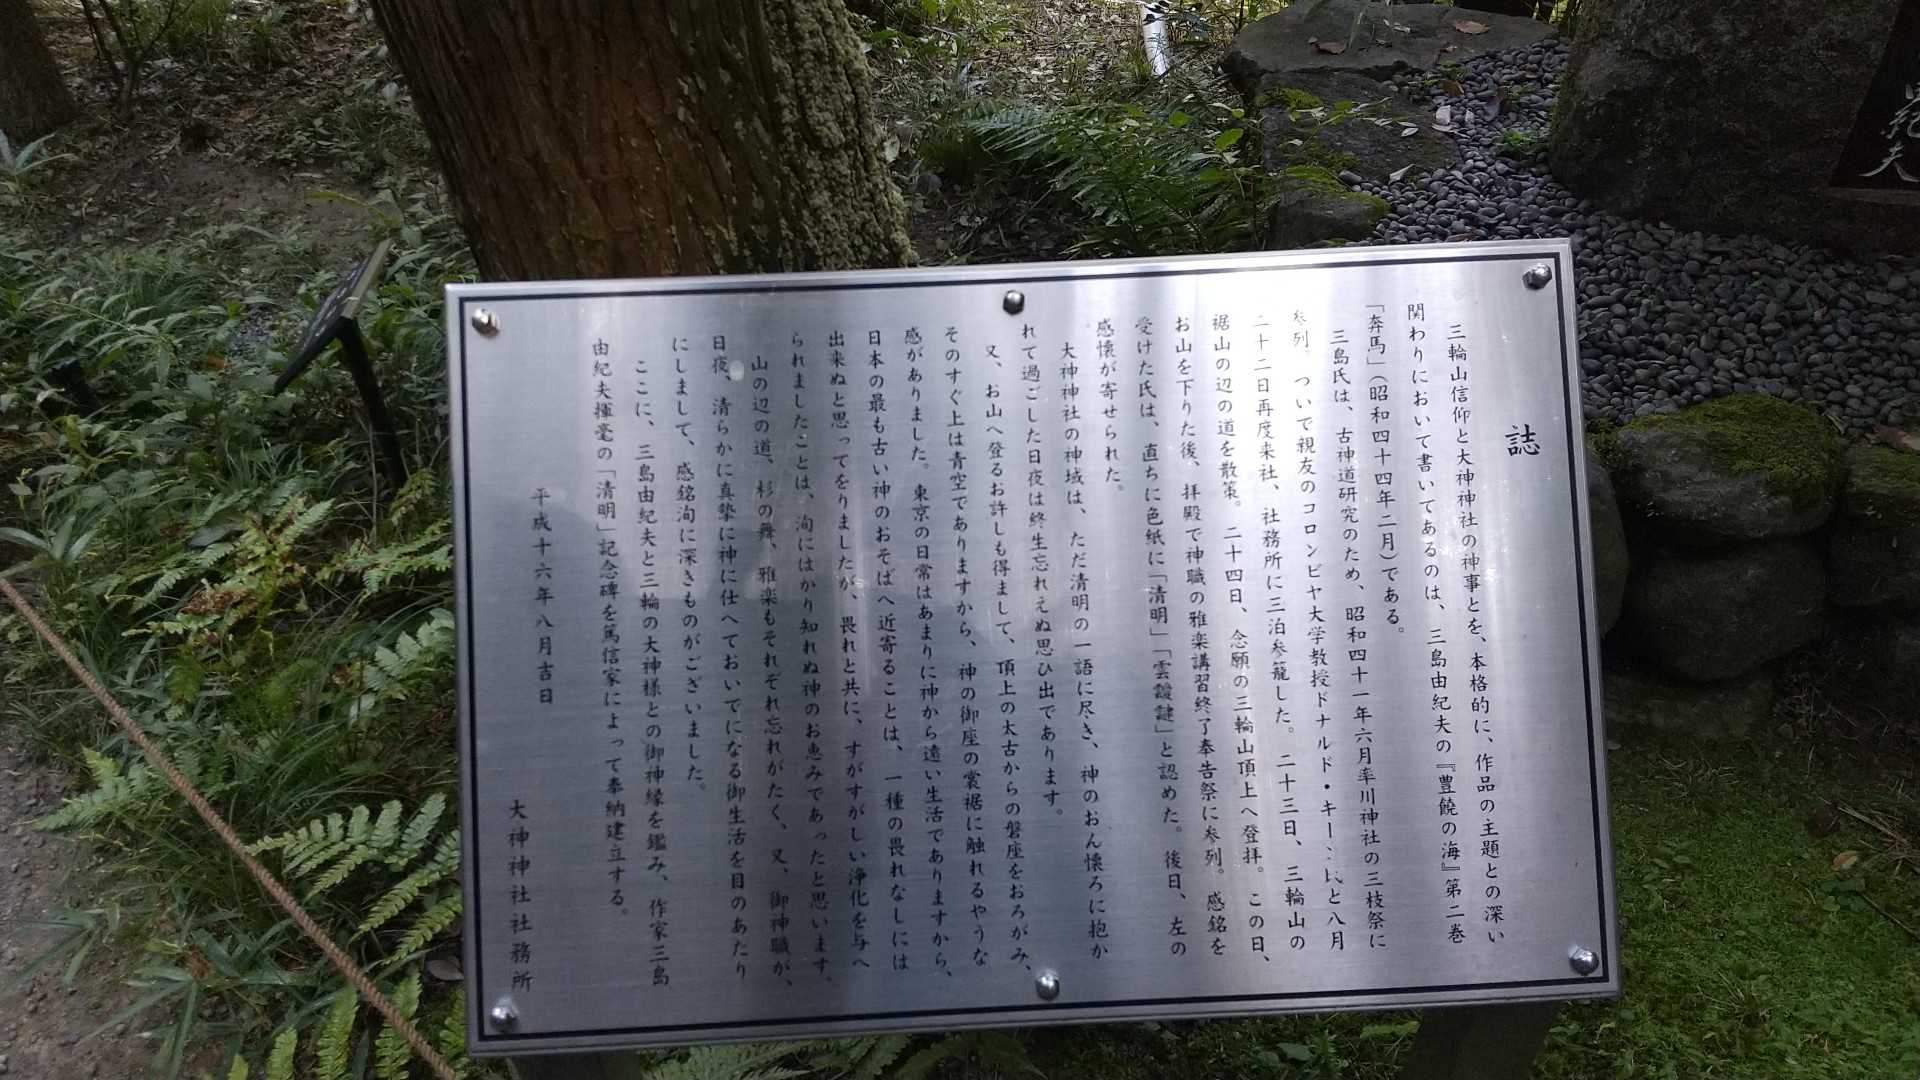 誌
三輪山信仰と大神神社の神事とを、本格的に、作品の主題との深い
関わりにおいて書いてあるのは、三島由紀夫の『豊饒の海』第二巻
「奔馬」（昭和四十四年二月）である。
三島氏は、古神道研究のため、昭和四十一年六月率川神社の三枝祭に
参列。ついで親友のコロンビヤ大学教授ドナルド・キーン氏と八月
二十二日再度来社、社務所に三泊参籠した。二十三日、三輪山の
裾山の辺の道を散策。二十四日、念願の三輪山頂上へ登拝。この日、
お山を下りた後、拝殿で神職の雅楽講習終了奉告祭に参列。感銘を
受けた氏は、直ちに色紙に「清明」「雲靉靆」と認めた。後日、左の
感懐が寄せられた。
大神神社の神域は、ただ清明の一語に尽き、神のおん懐ろに抱か
れて過ごした日夜は終生忘れえぬ思ひ出であります。
又、お山へ登るお許しも得まして、頂上の太古からの磐座をおろがみ、
そのすぐ上は青空でありますから、神の御座の裳裾に触れるやうな
感がありました。東京の日常はあまりに神から遠い生活でありますから、
日本の最も古い神のおそばへ近寄ることは、一種の畏れなしには
出来ぬと思ってをりましたが、畏れと共に、すがすがしい浄化を与へ
られましたことは、洵にはかり知れぬ神のお恵みであったと思います。
山の辺の道、杉の舞、雅楽もそれぞれ忘れがたく、又、御神職が、
日夜、清らかに真摯に神に仕へておいでになる御生活を目のあたり
にしまして、感銘洵に深きものがございました。
ここに、三島由紀夫と三輪の大神様との御神縁を鑑み、作家三島
由紀夫揮毫の「清明」記念碑を篤信家によって奉納建立する。
平成十六年八月吉日
大神神社社務所
紀夫